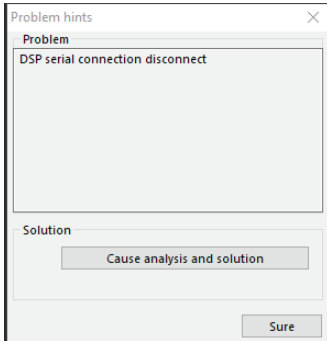 Problem hints
Problem
DSP serial connection disconnect
Solution
Cause analysis and solution
Sure